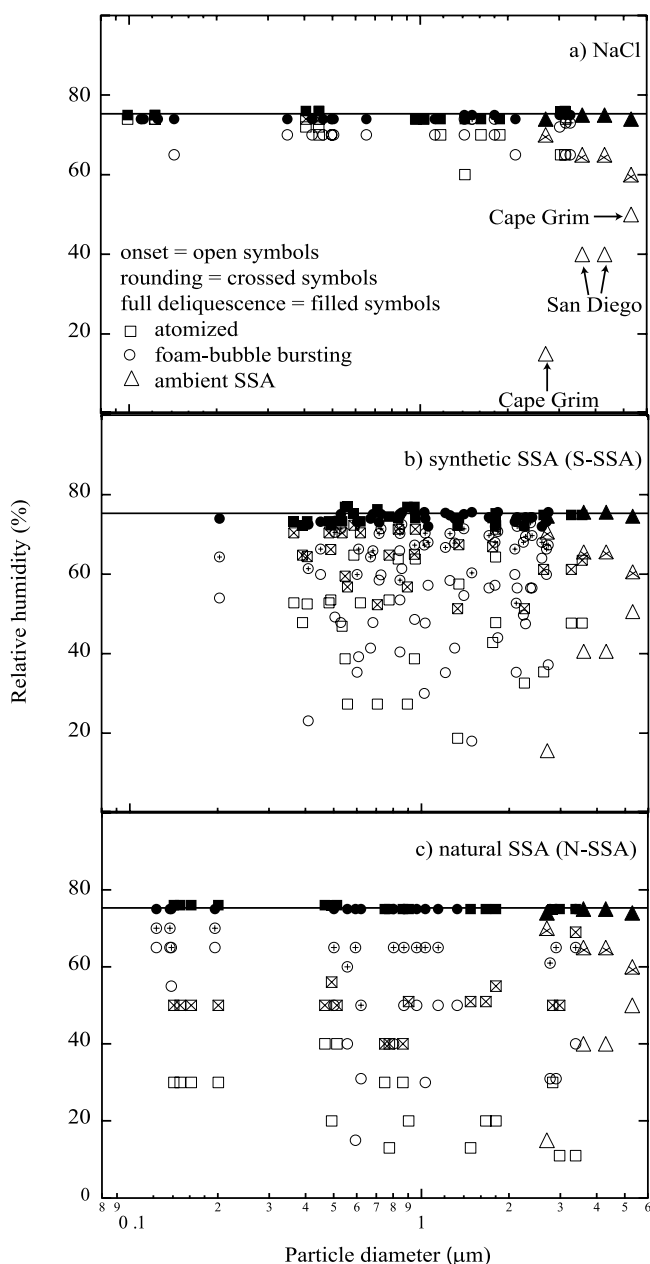 a) NaCl
80
60
Cape Grim
onset = open symbols
rounding = crossed symbols
full deliquescence = filled symbols
40
San Diego
atomized
20
foam-bubble bursting
ambient SSA
Cape Grim
b) synthetic SSA (S-SSA)
80
60
40
20
Relative humidity (%)
c) natural SSA (N-SSA)
80
60
40
20
0
8 9 2 3 4 5 6 7 8 9 2 3 4 5 6
0.1 1
Particle diameter (μm)